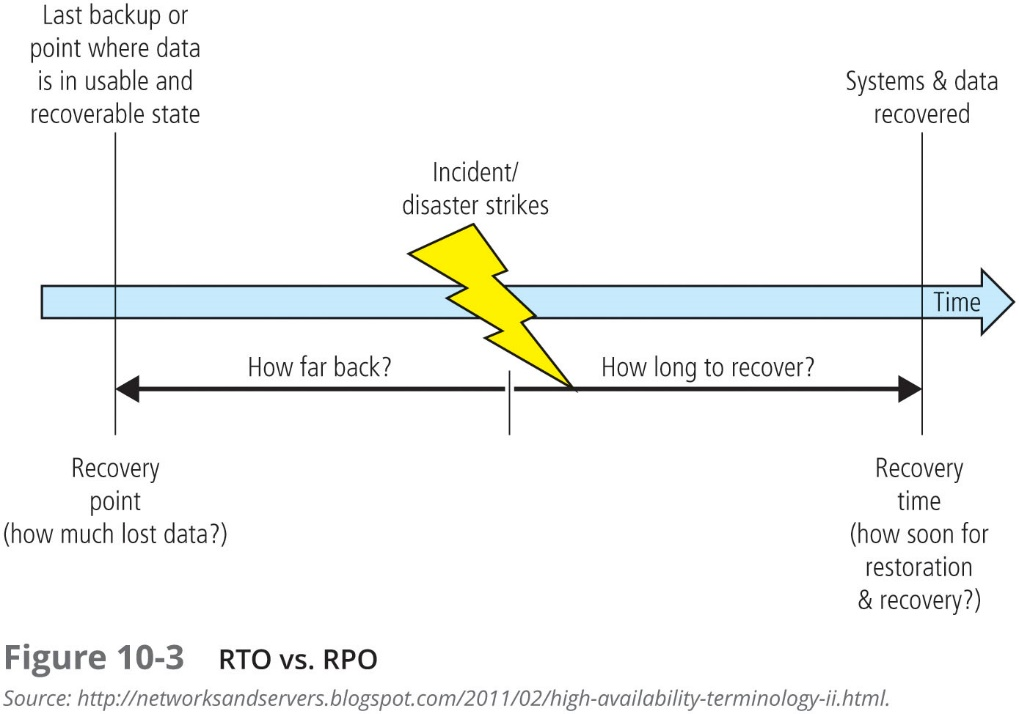 Last backup or
point where data
is in usable and
recoverable state
Systems & data
recovered
Incident/
disaster strikes
Time
How far back?
How long to recover?
Recovery
point
(how much lost data?)
Recovery
time
(how soon for
restoration
& recovery?)
Figure 10-3 RTO vs. RPO
Source: http://networksandservers.blogspot.com/2011/02/high-availability-terminology-ii.html.